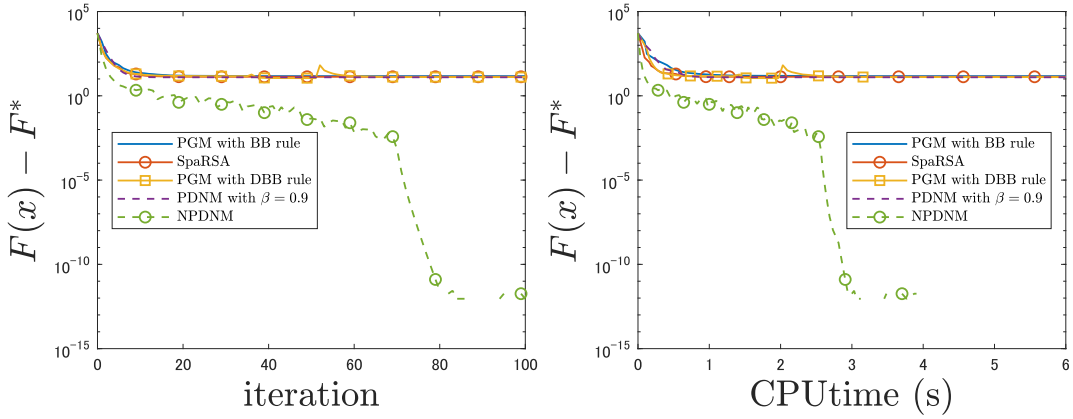 F(x) − F*
10^5
10^0
10^-5
10^-10
10^-15
0
20
40
60
80
100
iteration
PGM with BB rule
SpaRSA
PGM with DBB rule
PDNM with β = 0.9
NPDNM
F(x) − F*
10^5
10^0
10^-5
10^-10
10^-15
0
1
2
3
4
5
6
CPUtime (s)
PGM with BB rule
SpaRSA
PGM with DBB rule
PDNM with β = 0.9
NPDNM